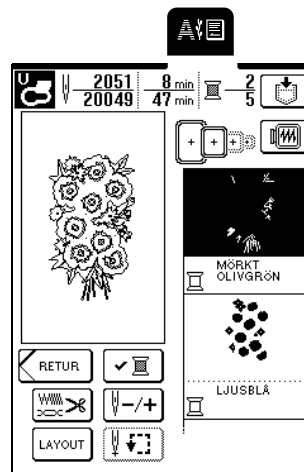 A
U 2051 8 min 2
20049 47 min 5
MÖRKT
OLIVGRÖN
RETUR
LJUSBLÅ
-/+
LAYOUT